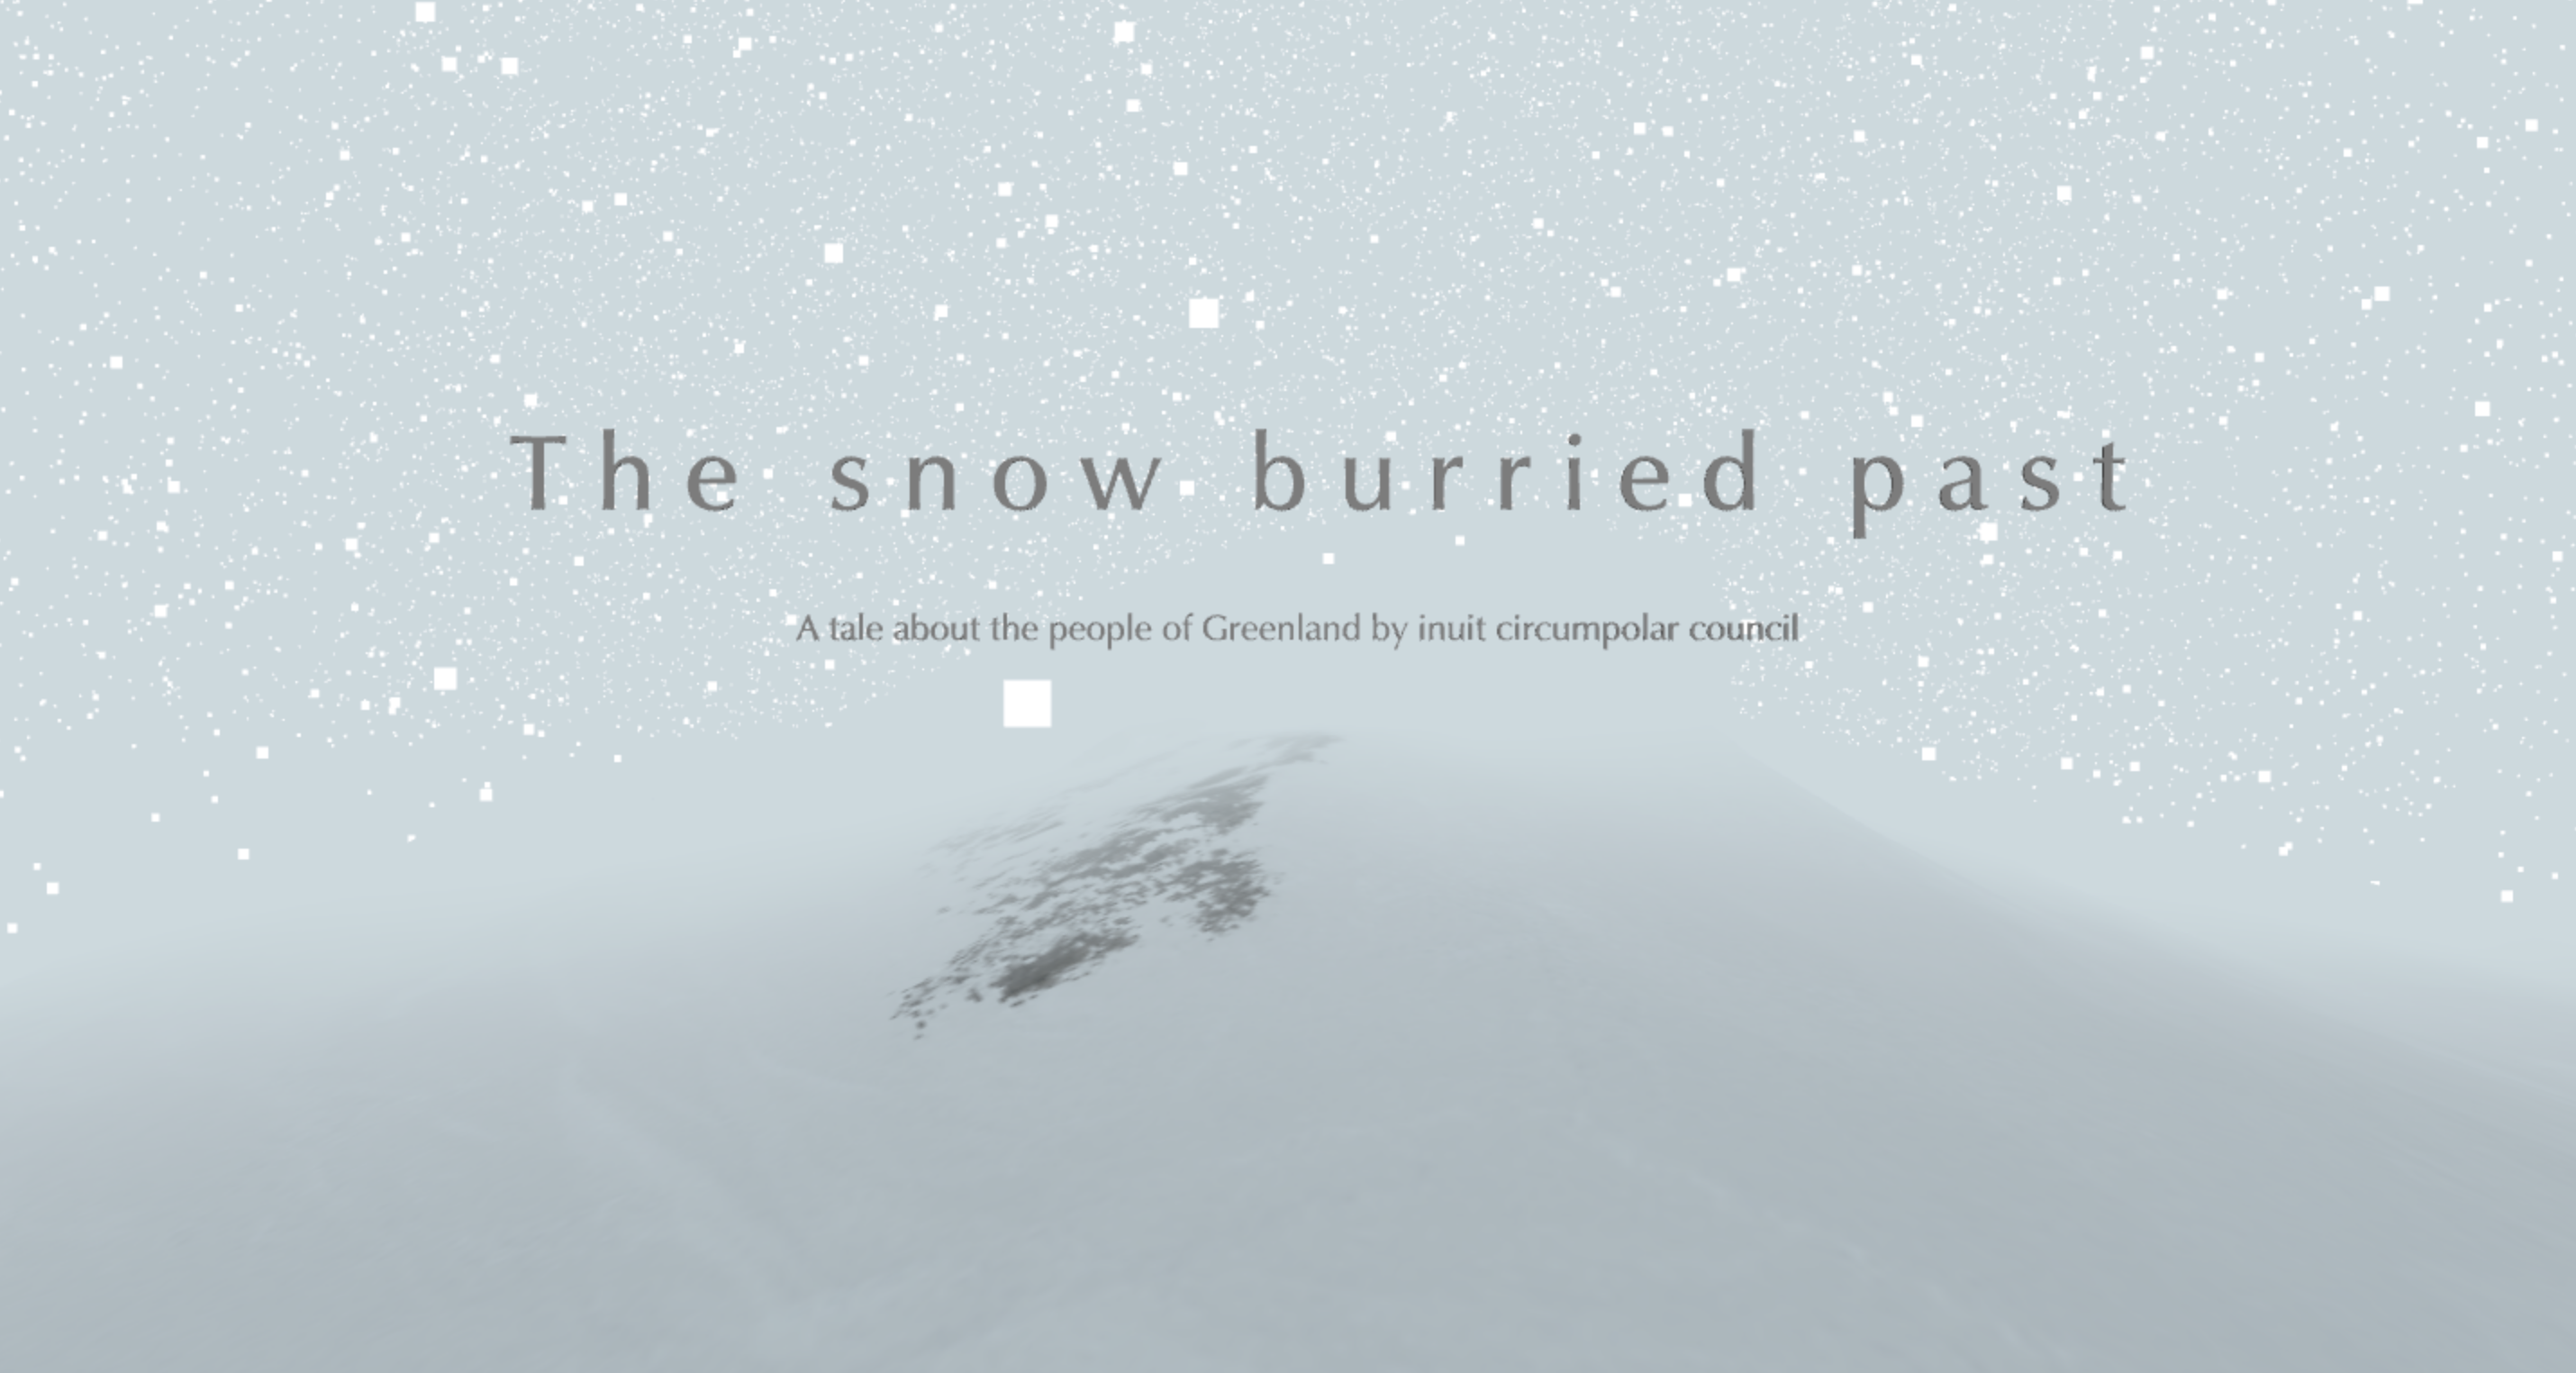 The snow burried past
A tale about the people of Greenland by inuit circumpolar council